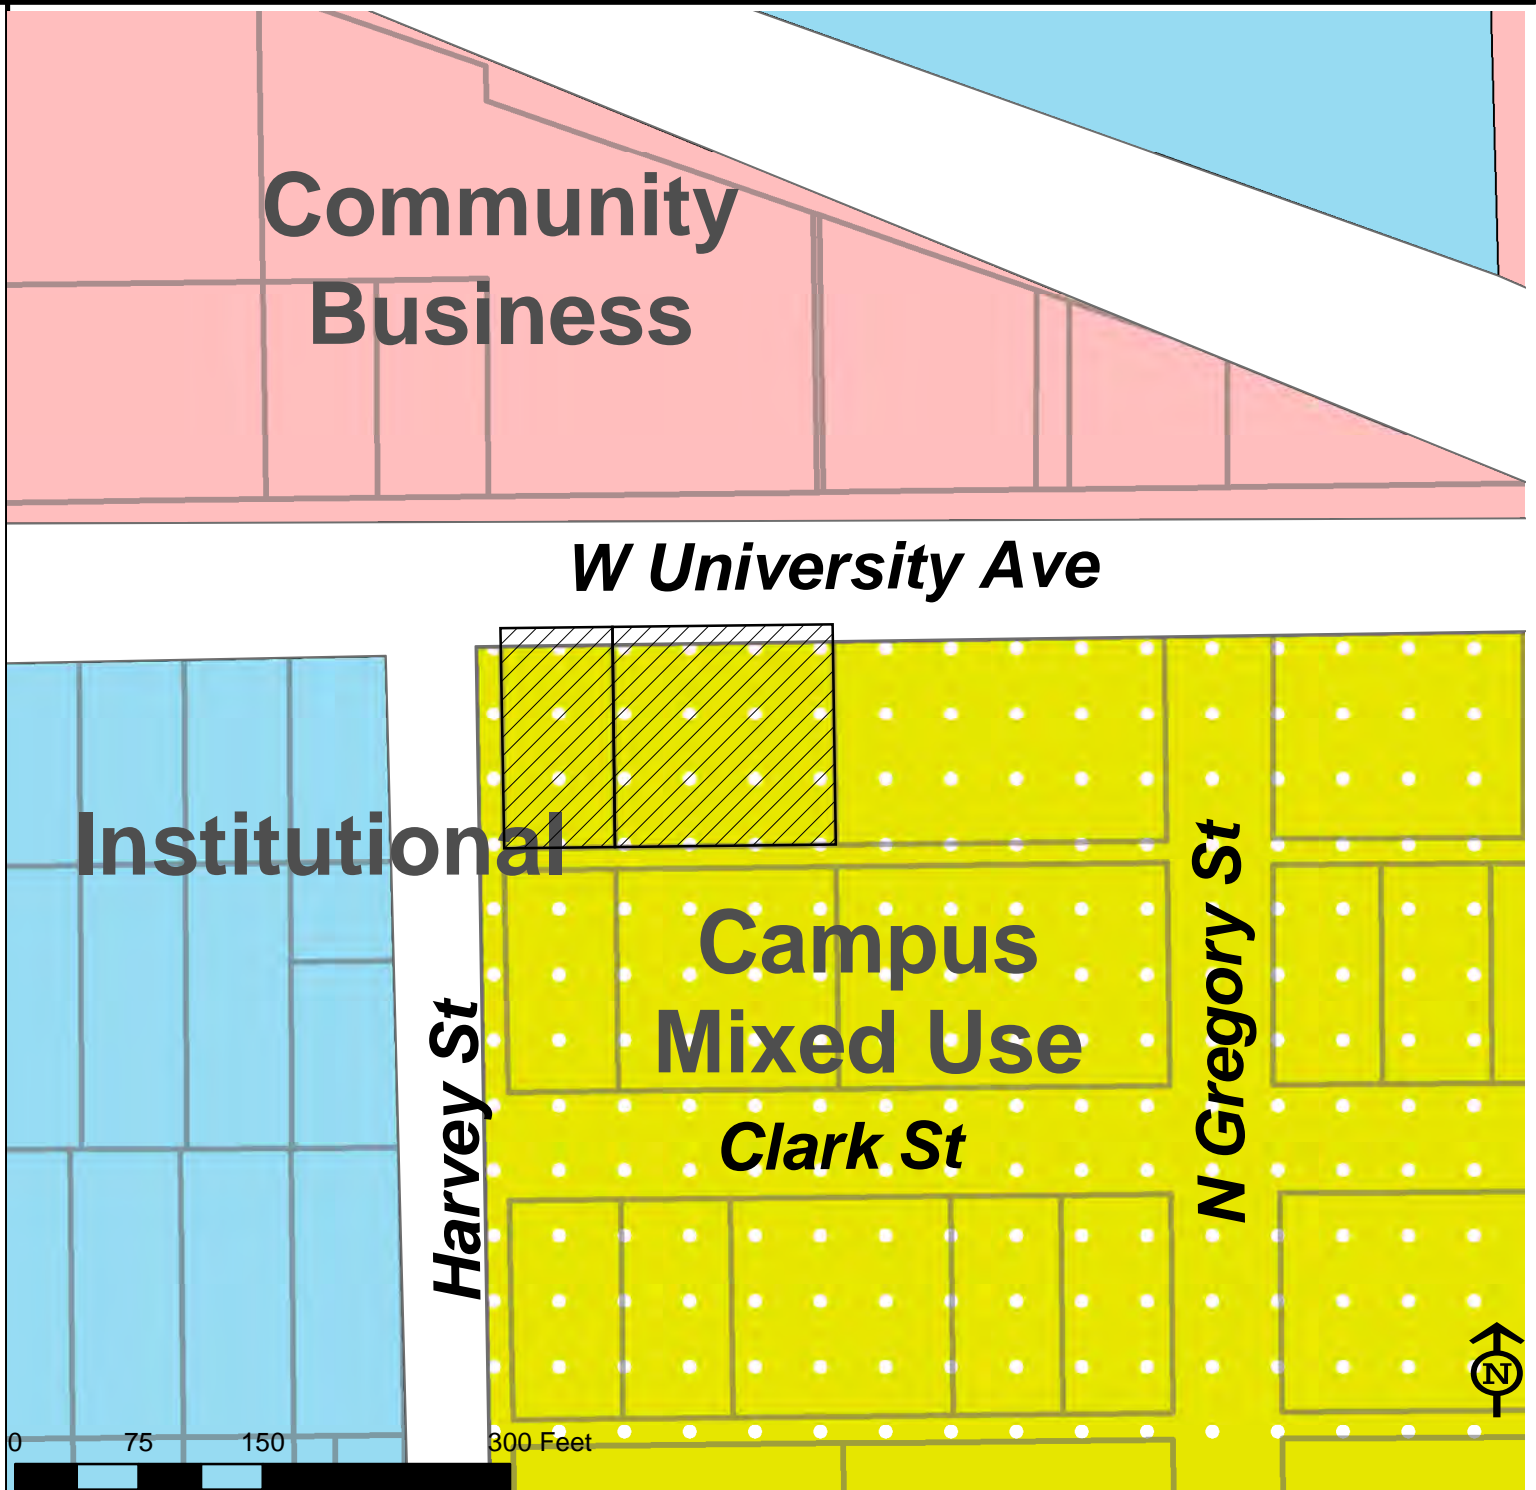 Community
Business
W University Ave
Institutional
Campus
Mixed Use
Harvey St
Clark St
N Gregory St
N
0 75 150 300 Feet